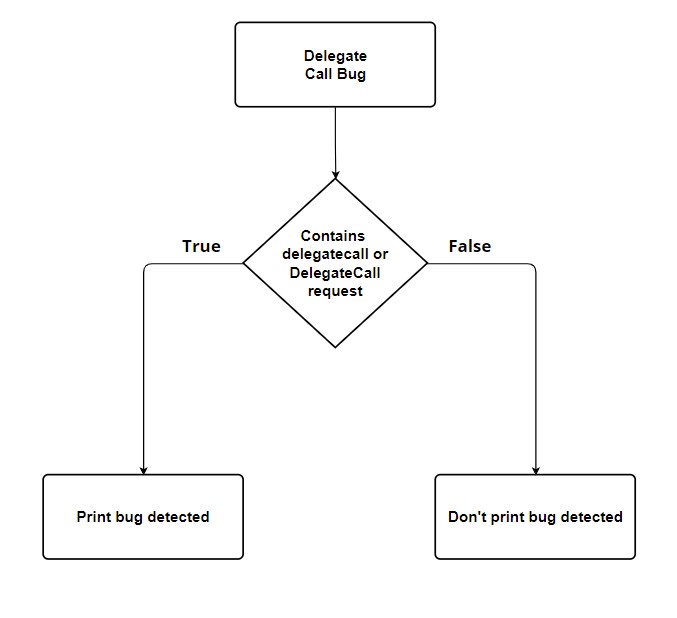 Delegate
Call Bug
Contains
delegatecall or
DelegateCall
request
True
False
Print bug detected
Don't print bug detected